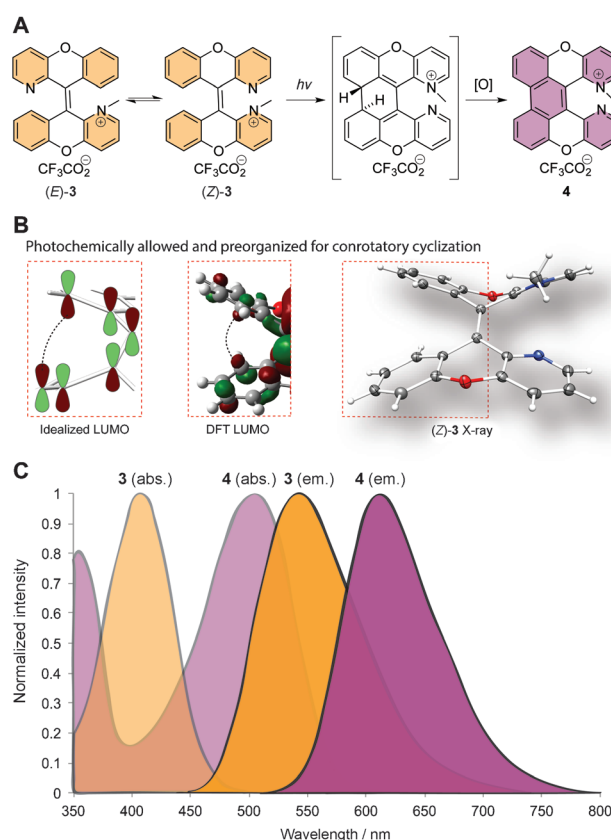 A
O
O
O
O
N
N
N
N
N
N
N
N
H
H
hν
[O]
O
O
O
O
CF₃CO₂⊖
CF₃CO₂⊖
CF₃CO₂⊖
CF₃CO₂⊖
(E)-3
(Z)-3
4
B
Photochemically allowed and preorganized for conrotatory cyclization
Idealized LUMO
DFT LUMO
(Z)-3 X-ray
C
3 (abs.)
4 (abs.)
3 (em.)
4 (em.)
Normalized intensity
1
0.9
0.8
0.7
0.6
0.5
0.4
0.3
0.2
0.1
0
350
400
450
500
550
600
650
700
750
800
Wavelength / nm